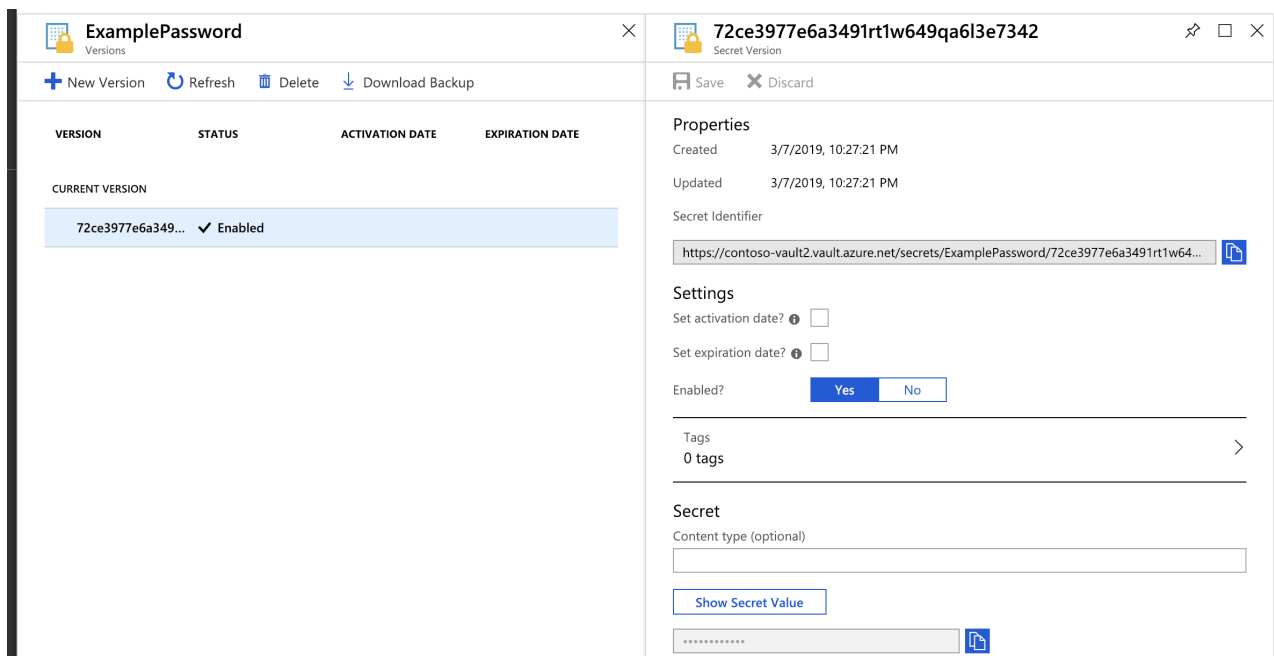 ExamplePassword
Versions
New Version Refresh Delete Download Backup
VERSION STATUS ACTIVATION DATE EXPIRATION DATE
CURRENT VERSION
72ce3977e6a349... Enabled
72ce3977e6a3491rt1w649qa6l3e7342
Secret Version
Save Discard
Properties
Created 3/7/2019, 10:27:21 PM
Updated 3/7/2019, 10:27:21 PM
Secret Identifier
https://contoso-vault2.vault.azure.net/secrets/ExamplePassword/72ce3977e6a3491rt1w64...
Settings
Set activation date?
Set expiration date?
Enabled? Yes No
Tags
0 tags
Secret
Content type (optional)
Show Secret Value
••••••••••••